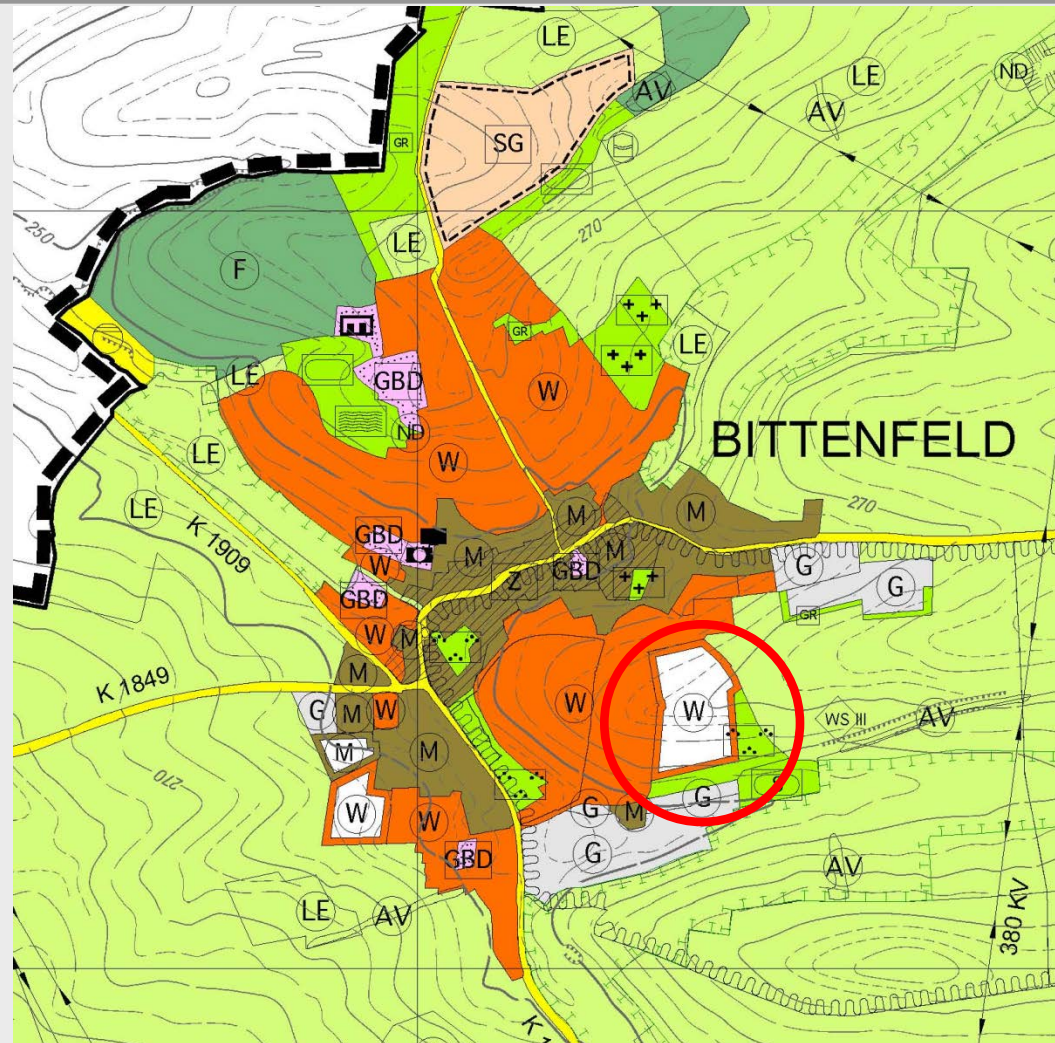 LE
LE
ND
AV
AV
SG
GR
250
270
LE
F
LE
GR
GBD
W
LE
ND
BITTENFELD
LE
W
270
LE
K 1909
GBD
M
M
M
M
W
Z
GBD
G
G
GBD
GR
W
M
K 1849
M
W
W
WS III
AV
G
M
W
M
M
270
G
G
M
W
W
G
GBD
AV
LE
AV
380 KV